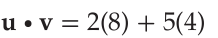 u • v = 2(8) + 5(4)